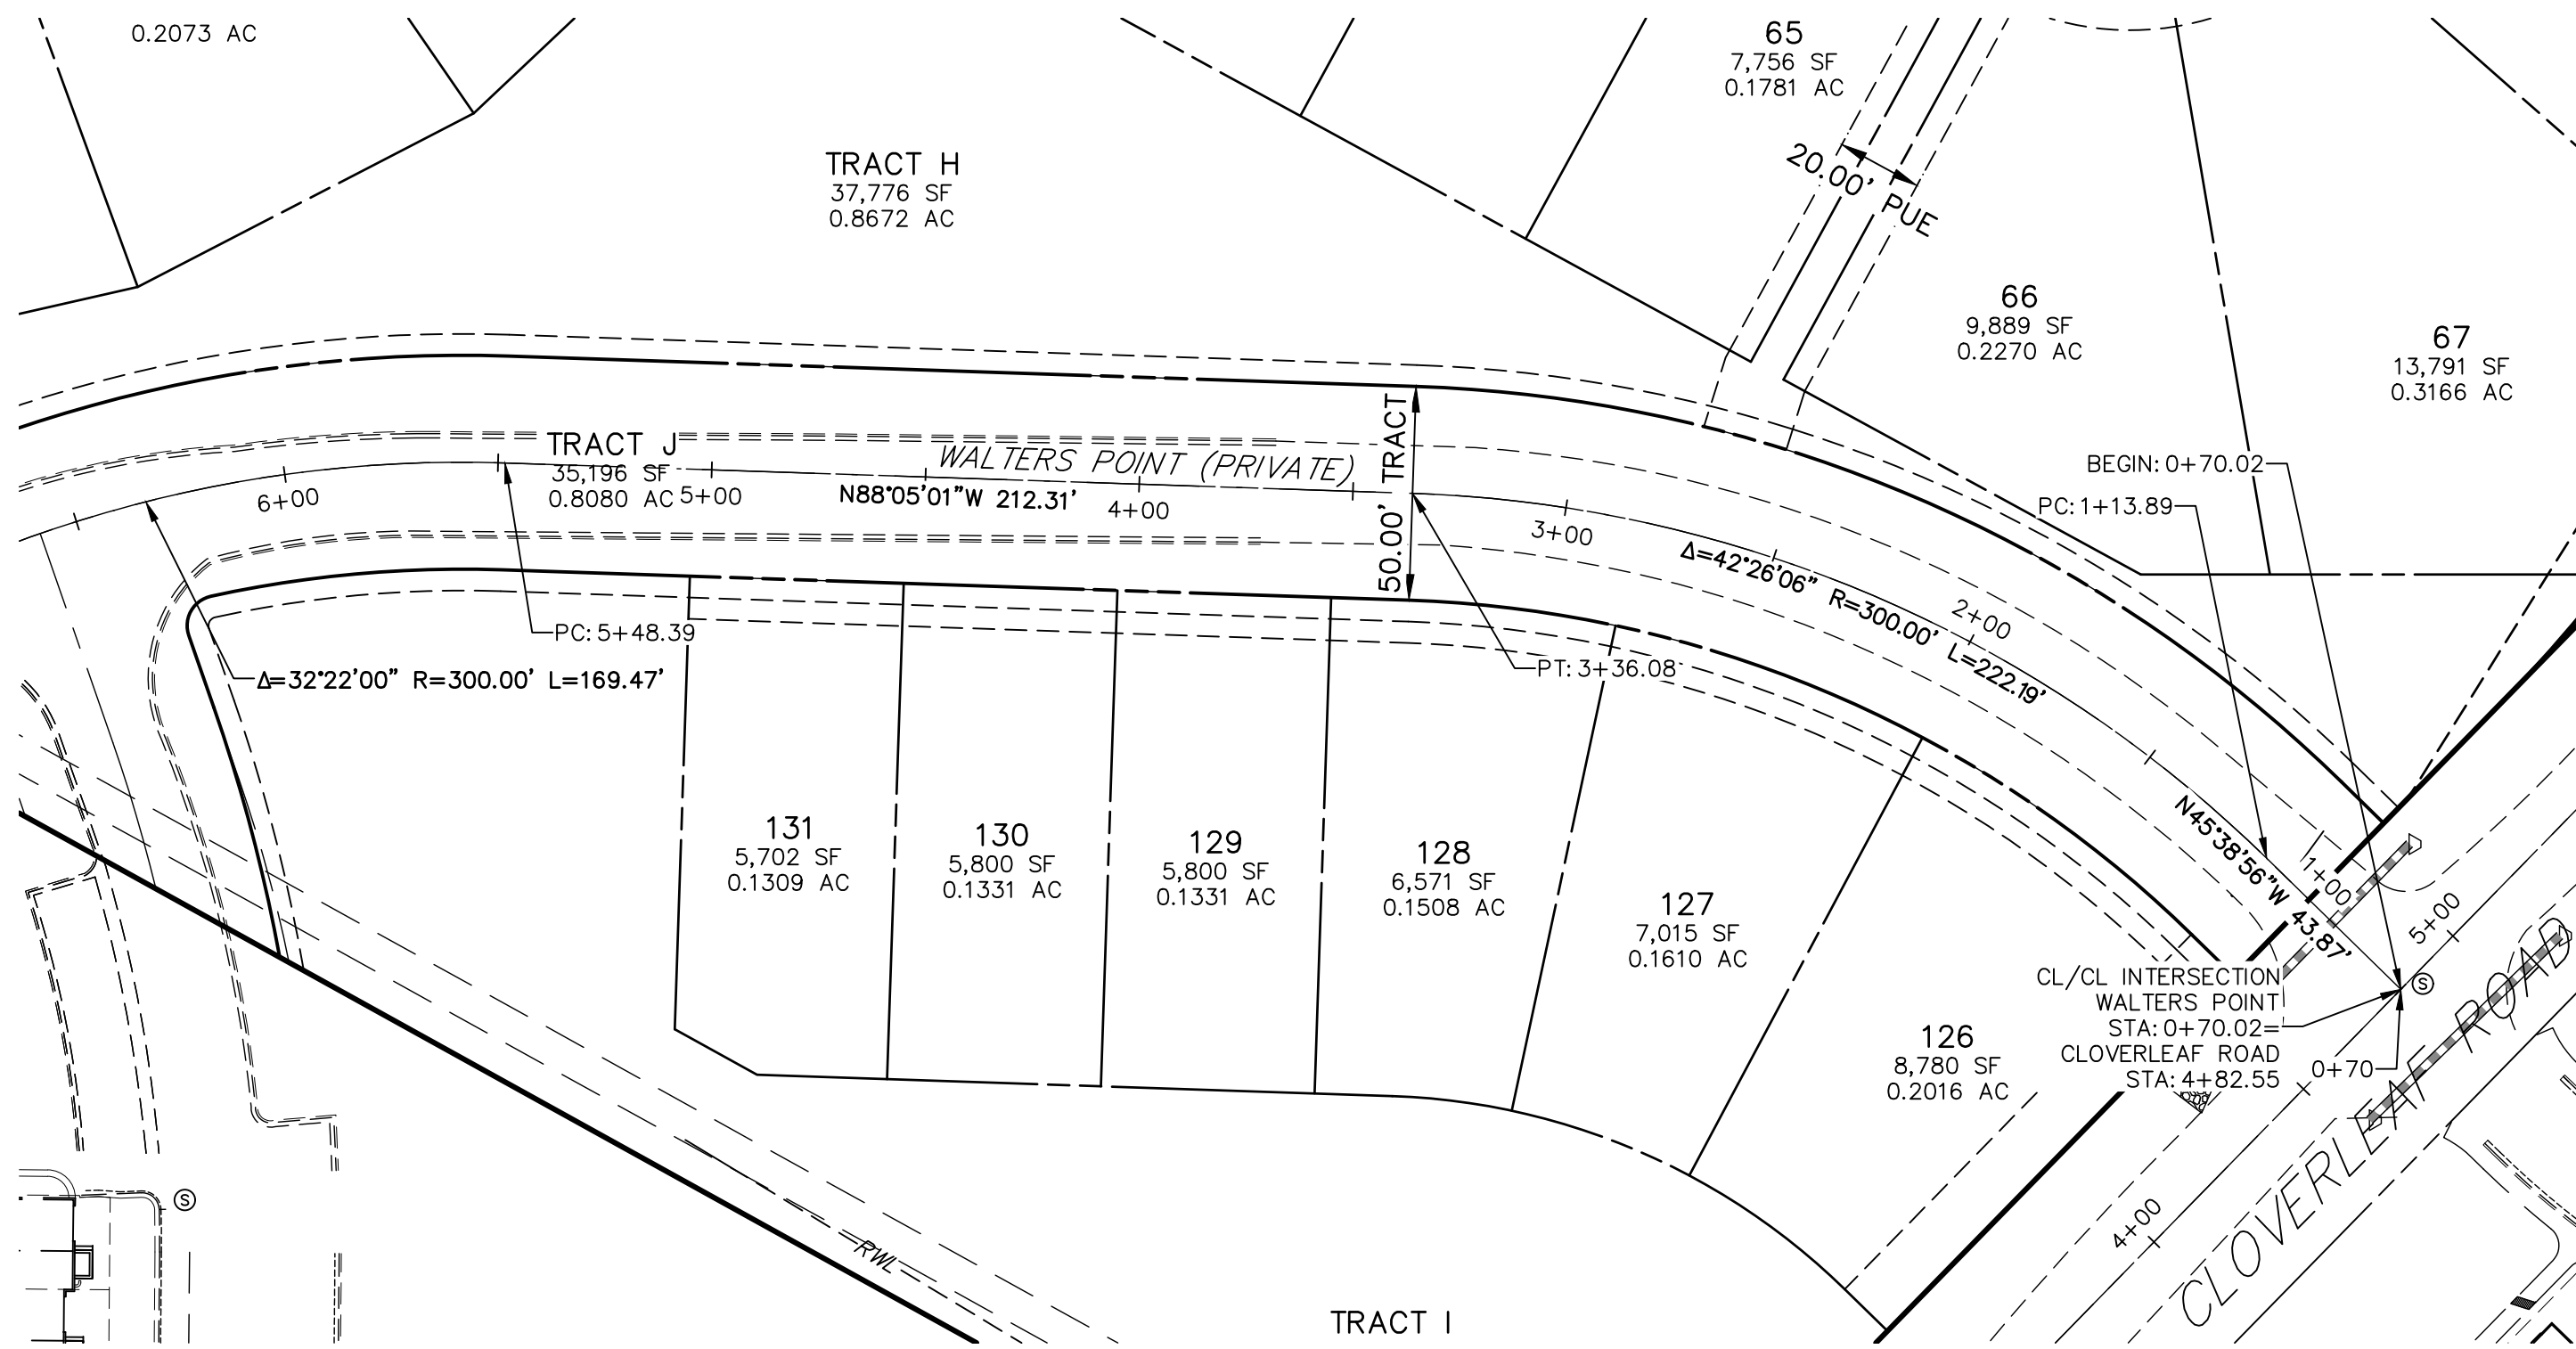 0.2073 AC
TRACT H
37,776 SF
0.8672 AC
65
7,756 SF
0.1781 AC
20.00' PUE
66
9,889 SF
0.2270 AC
67
13,791 SF
0.3166 AC
BEGIN: 0+70.02
PC: 1+13.89
TRACT J
35,196 SF
0.8080 AC
WALTERS POINT (PRIVATE)
50.00' TRACT
6+00
5+00
N88°05'01"W 212.31'
4+00
3+00
Δ=42°26'06" R=300.00' L=222.19'
2+00
PC: 5+48.39
PT: 3+36.08
Δ=32°22'00" R=300.00' L=169.47'
N45°38'56"W 43.87'
1+00
131
5,702 SF
0.1309 AC
130
5,800 SF
0.1331 AC
129
5,800 SF
0.1331 AC
128
6,571 SF
0.1508 AC
127
7,015 SF
0.1610 AC
126
8,780 SF
0.2016 AC
5+00
S
CL/CL INTERSECTION
WALTERS POINT
STA: 0+70.02=
CLOVERLEAF ROAD
STA: 4+82.55
0+70
CLOVERLEAF ROAD
4+00
S
RWL
TRACT I